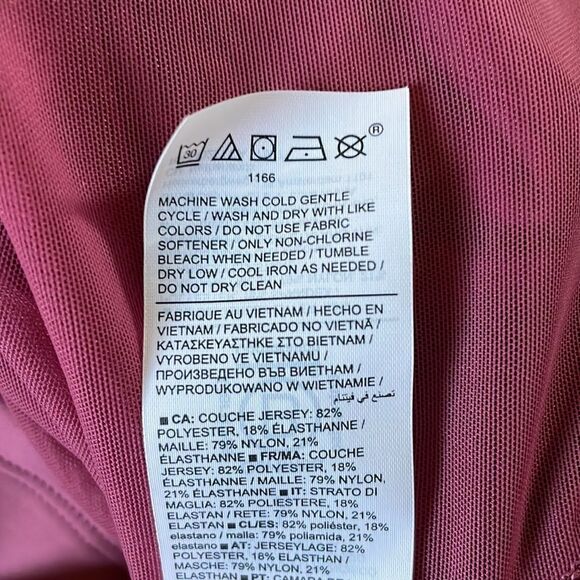 30
®
1166
MACHINE WASH COLD GENTLE
CYCLE / WASH AND DRY WITH LIKE
COLORS / DO NOT USE FABRIC
SOFTENER / ONLY NON-CHLORINE
BLEACH WHEN NEEDED / TUMBLE
DRY LOW / COOL IRON AS NEEDED /
DO NOT DRY CLEAN
FABRIQUE AU VIETNAM / HECHO EN
VIETNAM / FABRICADO NO VIETNÃ /
ΚΑΤΑΣΚΕΥΑΣΤΗΚΕ ΣΤΟ ΒΙΕΤΝΑΜ /
VYROBENO VE VIETNAMU /
ПРОИЗВЕДЕНО ВЪВ ВИЕТНАМ /
WYPRODUKOWANO W WIETNAMIE /
تصنع في فيتنام
■ CA: COUCHE JERSEY: 82%
POLYESTER, 18% ÉLASTHANNE /
MAILLE: 79% NYLON, 21%
ÉLASTHANNE ■ FR/MA: COUCHE
JERSEY: 82% POLYESTER, 18%
ÉLASTHANNE / MAILLE: 79% NYLON,
21% ÉLASTHANNE ■ IT: STRATO DI
MAGLIA: 82% POLIESTERE, 18%
ELASTAN / RETE: 79% NYLON, 21%
ELASTAN ■ CL/ES: 82% poliéster, 18%
elastano / malla: 79% poliamida, 21%
elastano ■ AT: JERSEYLAGE: 82%
POLYESTER, 18% ELASTHAN /
MASCHE: 79% NYLON, 21%
ELASTHAN ■ PT: CAMADA DE